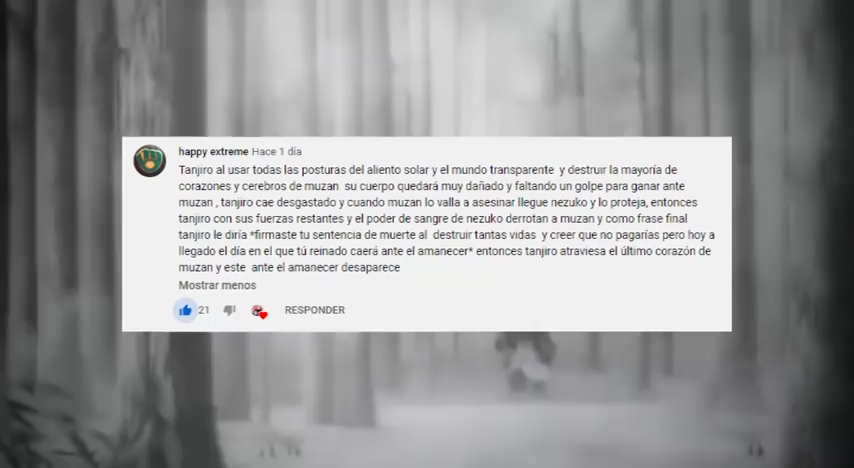 happy extreme Hace 1 día
Tanjiro al usar todas las posturas del aliento solar y el mundo transparente y destruir la mayoría de
corazones y cerebros de muzan su cuerpo quedará muy dañado y faltando un golpe para ganar ante
muzan , tanjiro cae desgastado y cuando muzan lo valla a asesinar llegue nezuko y lo proteja, entonces
tanjiro con sus fuerzas restantes y el poder de sangre de nezuko derrotan a muzan y como frase final
tanjiro le diría *firmaste tu sentencia de muerte al destruir tantas vidas y creer que no pagarías pero hoy a
llegado el día en el que tú reinado caerá ante el amanecer* entonces tanjiro atraviesa el último corazón de
muzan y este ante el amanecer desaparece
Mostrar menos
21 RESPONDER